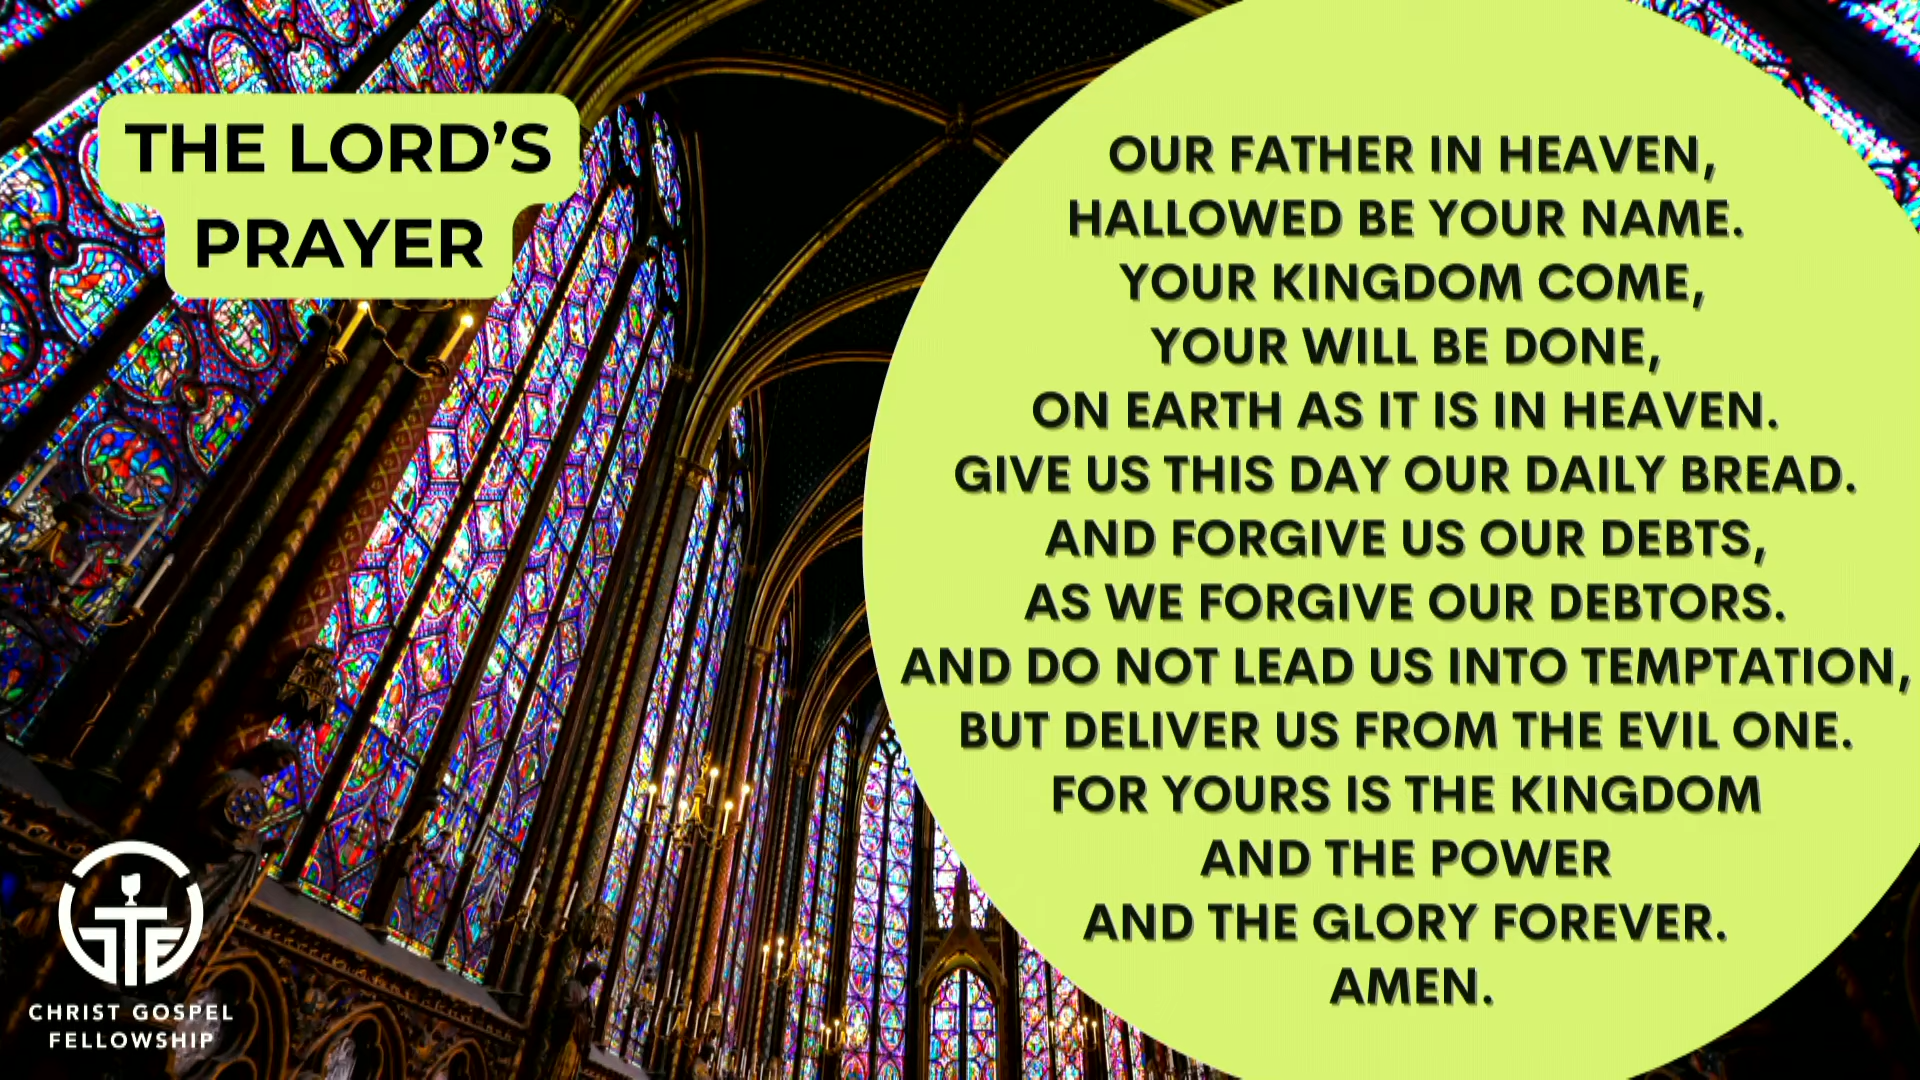 THE LORD’S
PRAYER
OUR FATHER IN HEAVEN,
HALLOWED BE YOUR NAME.
YOUR KINGDOM COME,
YOUR WILL BE DONE,
ON EARTH AS IT IS IN HEAVEN.
GIVE US THIS DAY OUR DAILY BREAD.
AND FORGIVE US OUR DEBTS,
AS WE FORGIVE OUR DEBTORS.
AND DO NOT LEAD US INTO TEMPTATION,
BUT DELIVER US FROM THE EVIL ONE.
FOR YOURS IS THE KINGDOM
AND THE POWER
AND THE GLORY FOREVER.
AMEN.
CHRIST GOSPEL
FELLOWSHIP